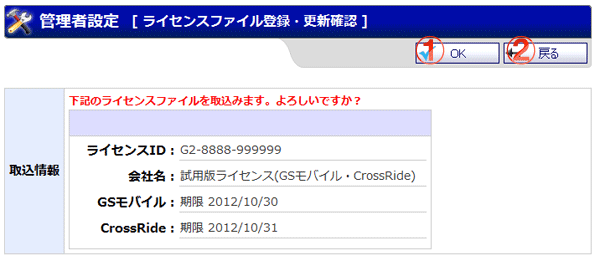 管理者設定 [ ライセンスファイル登録・更新確認 ]
① OK ② 戻る
下記のライセンスファイルを取込みます。よろしいですか？
取込情報
ライセンスID : G2-8888-999999
会社名 : 試用版ライセンス(GSモバイル・CrossRide)
GSモバイル : 期限 2012/10/30
CrossRide : 期限 2012/10/31